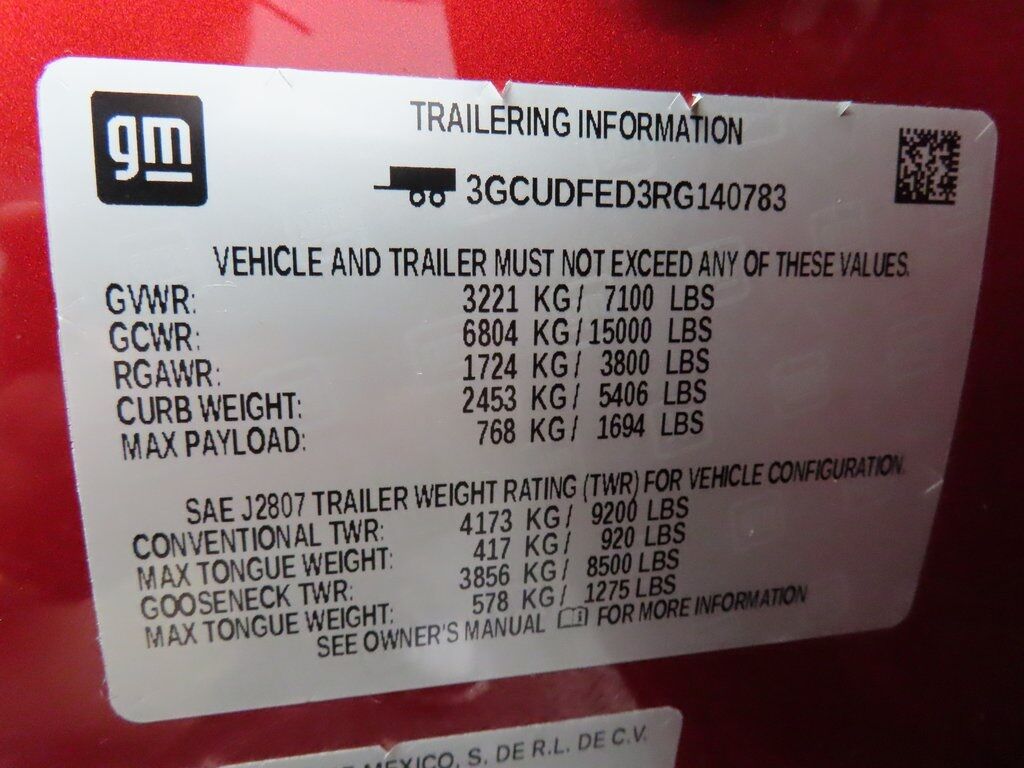 gm
TRAILERING INFORMATION
3GCUDFED3RG140783
VEHICLE AND TRAILER MUST NOT EXCEED ANY OF THESE VALUES.
GVWR: 3221 KG/ 7100 LBS
GCWR: 6804 KG/15000 LBS
RGAWR: 1724 KG/ 3800 LBS
CURB WEIGHT: 2453 KG/ 5406 LBS
MAX PAYLOAD: 768 KG/ 1694 LBS
SAE J2807 TRAILER WEIGHT RATING (TWR) FOR VEHICLE CONFIGURATION.
CONVENTIONAL TWR: 4173 KG/ 9200 LBS
MAX TONGUE WEIGHT: 417 KG/ 920 LBS
GOOSENECK TWR: 3856 KG/ 8500 LBS
MAX TONGUE WEIGHT: 578 KG/ 1275 LBS
SEE OWNER'S MANUAL FOR MORE INFORMATION
MEXICO, S. DE R.L. DE C.V.